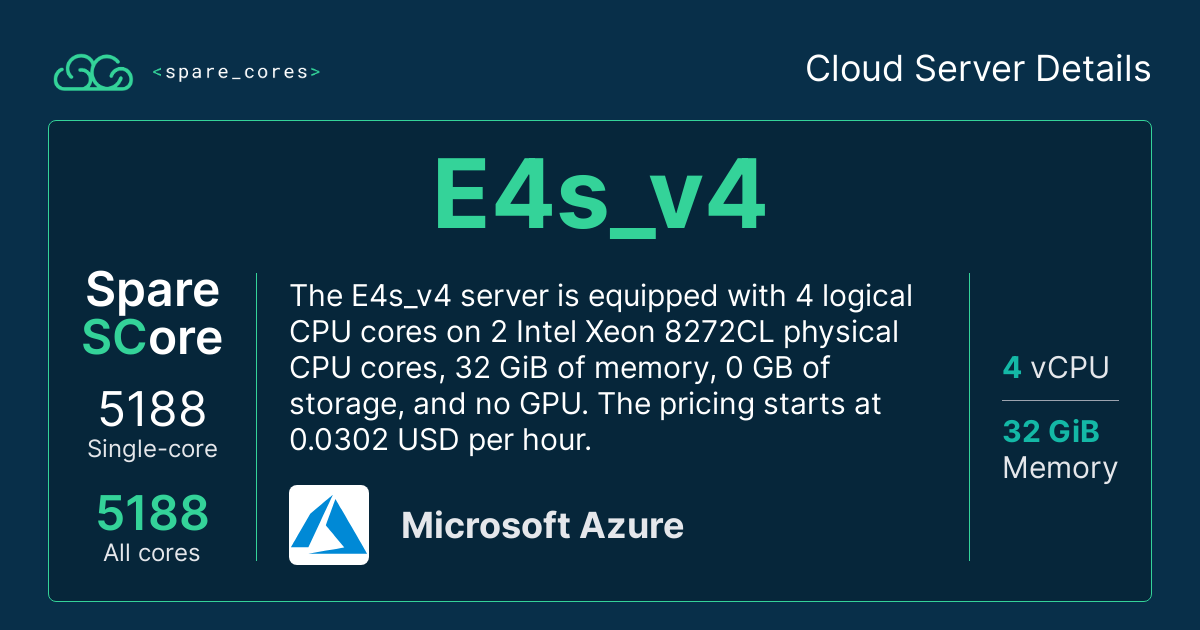 <spare_cores>
Cloud Server Details
E4s_v4
Spare
SCore
5188
Single-core
5188
All cores
The E4s_v4 server is equipped with 4 logical
CPU cores on 2 Intel Xeon 8272CL physical
CPU cores, 32 GiB of memory, 0 GB of
storage, and no GPU. The pricing starts at
0.0302 USD per hour.
Microsoft Azure
4 vCPU
32 GiB
Memory